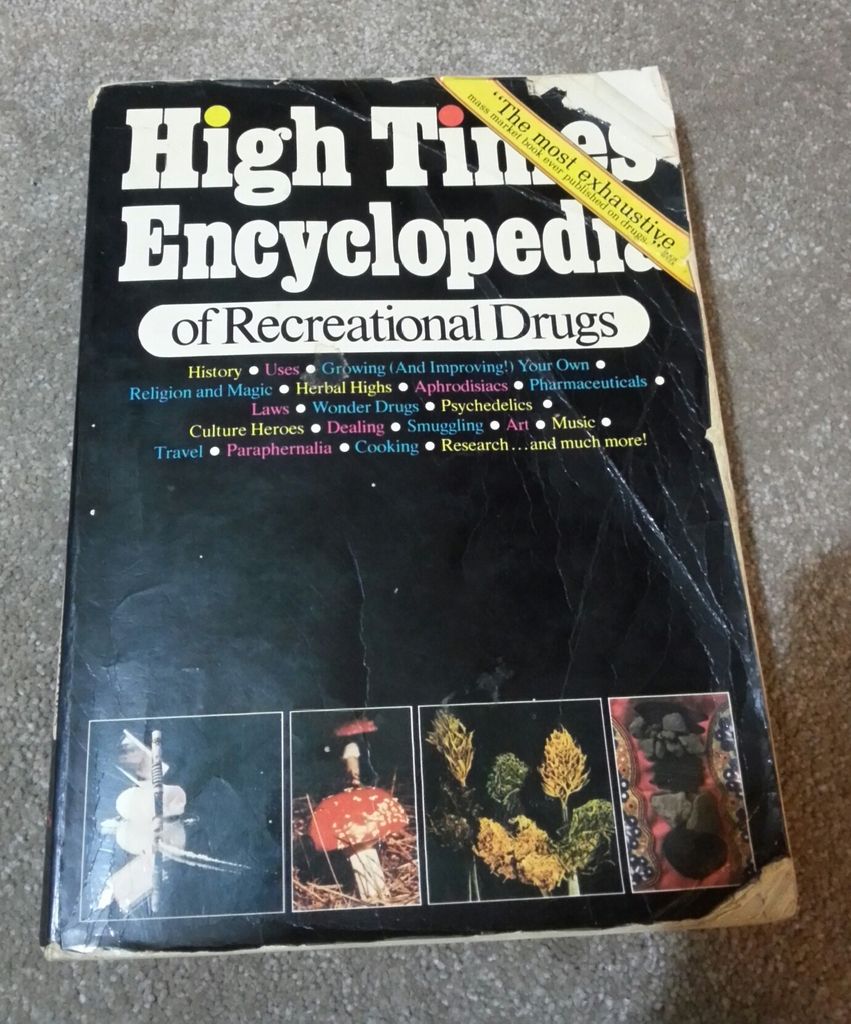 High Times
Encyclopedia
of Recreational Drugs
"The most exhaustive
mass market book ever published on drugs."
History • Uses • Growing (And Improving!) Your Own •
Religion and Magic • Herbal Highs • Aphrodisiacs • Pharmaceuticals •
Laws • Wonder Drugs • Psychedelics •
Culture Heroes • Dealing • Smuggling • Art • Music •
Travel • Paraphernalia • Cooking • Research...and much more!